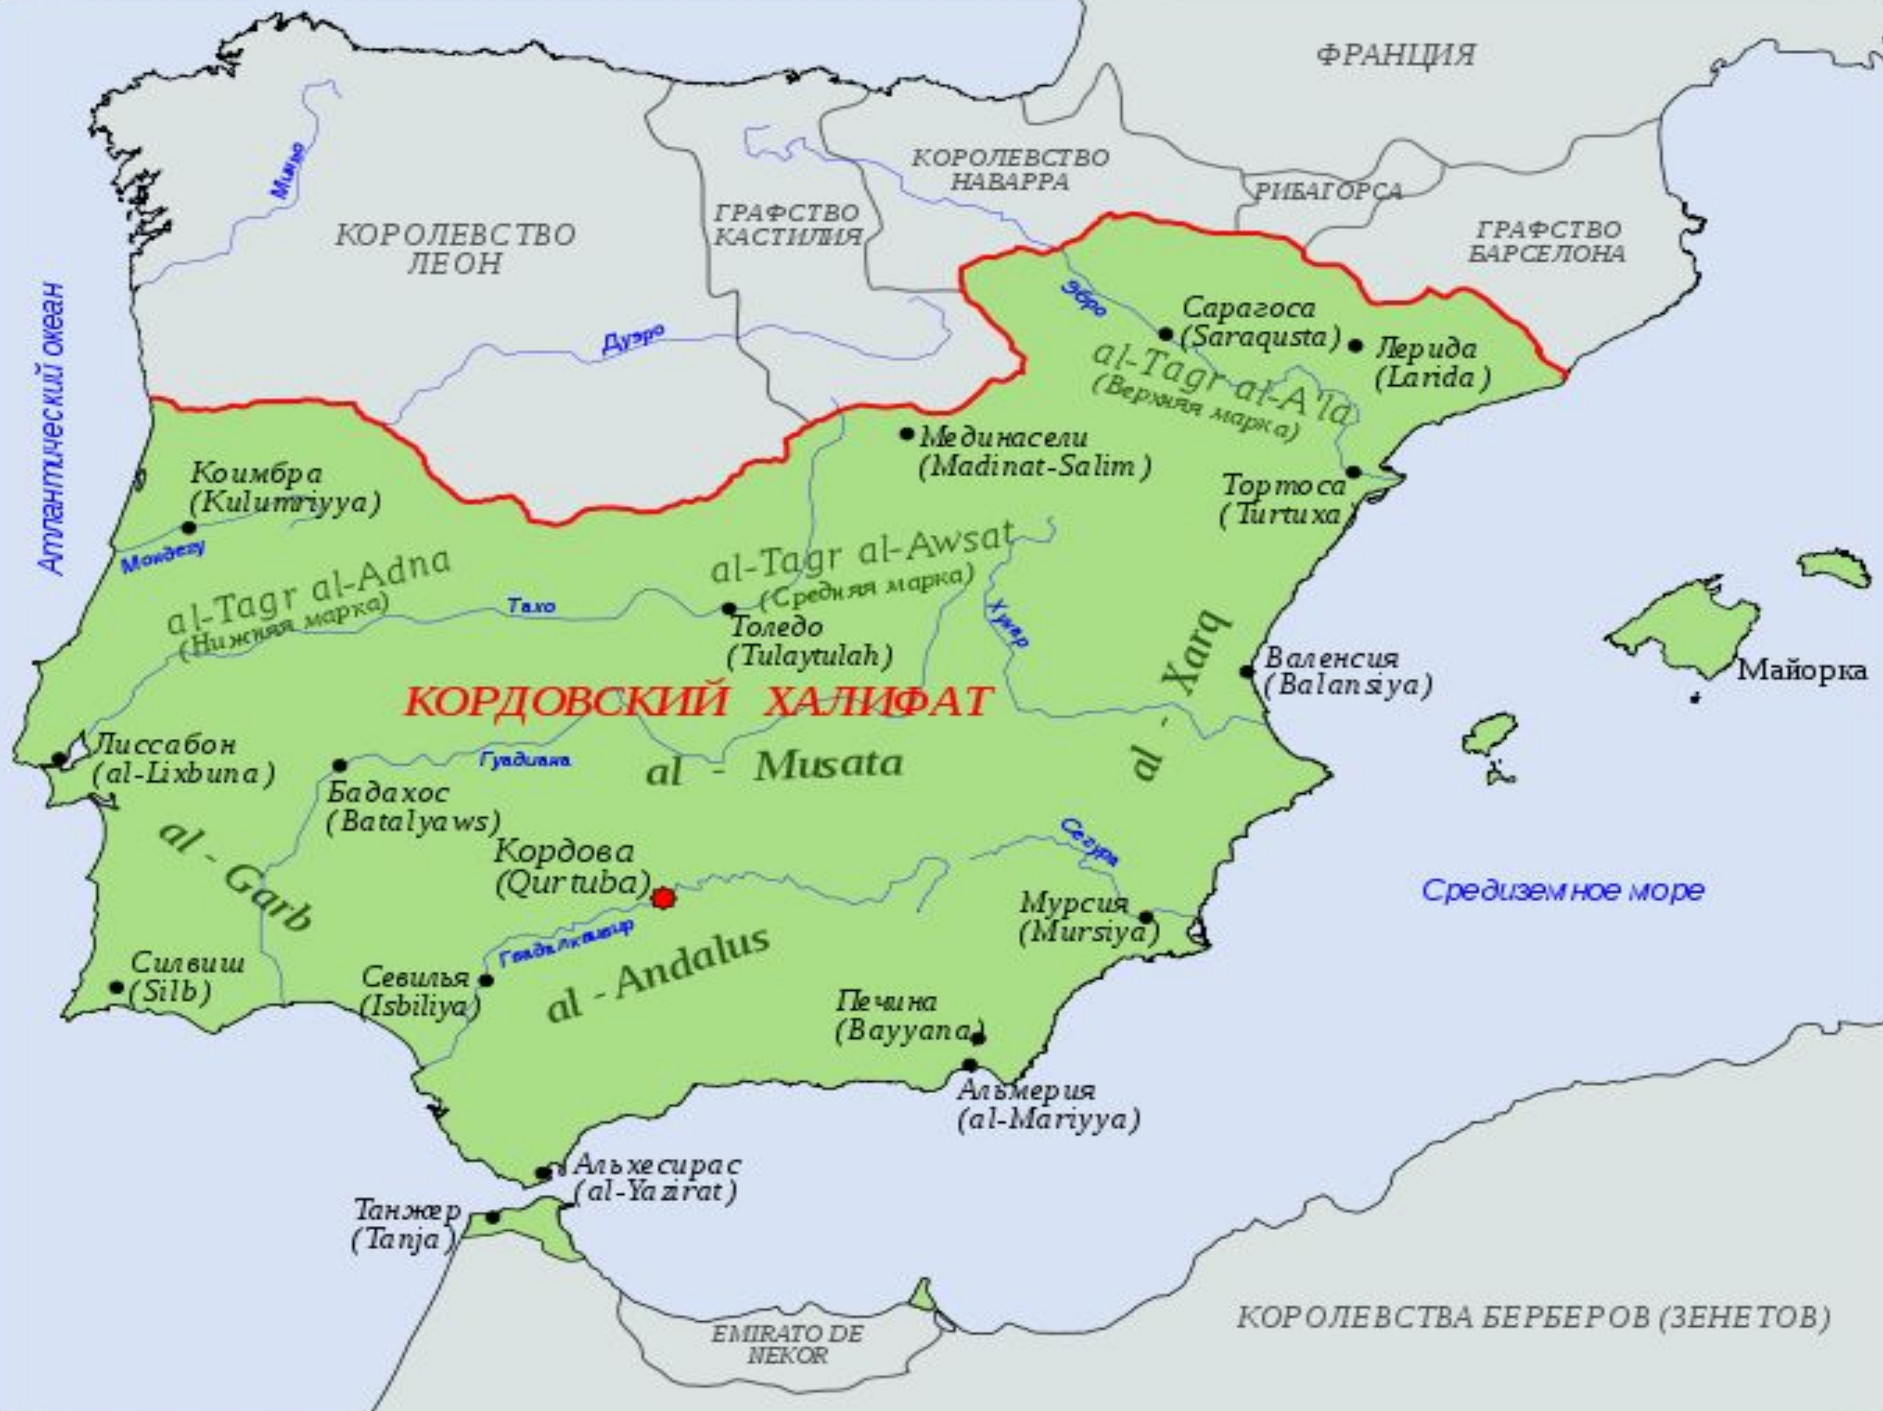 ФРАНЦИЯ
КОРОЛЕВСТВО
НАВАРРА
РИБАГОРСА
Миньо
ГРАФСТВО
КАСТИЛИЯ
КОРОЛЕВСТВО
ЛЕОН
ГРАФСТВО
БАРСЕЛОНА
Эбро
Сарагоса
(Saraqusta)
Дуэро
Лерида
(Larida)
al-Tagr al-A'la
(Верхняя марка)
Атлантический океан
Мединасели
(Madinat-Salim)
Коимбра
(Kulumriyya)
Тортоса
(Turtuxa)
Мондегу
al-Tagr al-Adna
(Нижняя марка)
al-Tagr al-Awsat
(Средняя марка)
Тахо
Хукар
Толедо
(Tulaytulah)
al - Xarq
Валенсия
(Balansiya)
Майорка
КОРДОВСКИЙ ХАЛИФАТ
Лиссабон
(al-Lixbuna)
Гуадиана
al - Musata
Бадахос
(Batalyaws)
al - Garb
Кордова
(Qurtuba)
Сегура
Средиземное море
Мурсия
(Mursiya)
Гвадалквивир
al - Andalus
Силвиш
(Silb)
Севилья
(Isbiliya)
Печина
(Bayyana)
Альмерия
(al-Mariyya)
Альхесирас
(al-Yazirat)
Танжер
(Tanja)
EMIRATO DE
NEKOR
КОРОЛЕВСТВА БЕРБЕРОВ (ЗЕНЕТОВ)